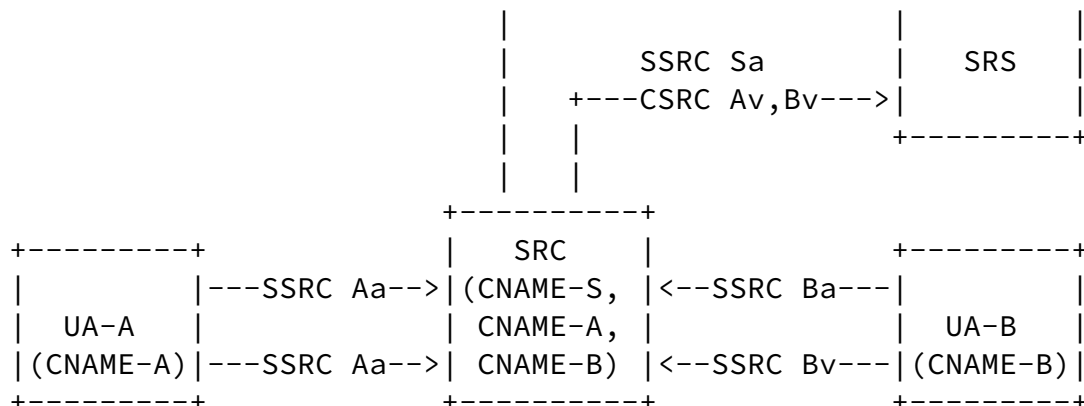 |                         |         |
                               |       SSRC Sa           |   SRS   |
                               |   +---CSRC Av,Bv--->|         |
                               |   |                     +---------+
                               |   |
                            +----------+
+---------+                 |   SRC    |                 +---------+
|         |---SSRC Aa-->|(CNAME-S, |<--SSRC Ba---|         |
|  UA-A   |             | CNAME-A, |             |  UA-B   |
|(CNAME-A)|---SSRC Aa-->| CNAME-B) |<--SSRC Bv---|(CNAME-B)|
+---------+             +----------+             +---------+